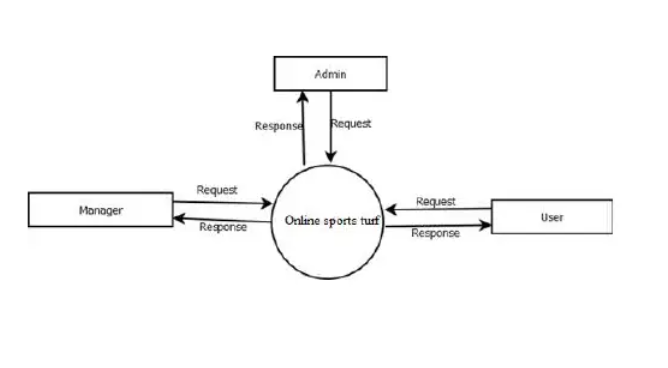 Admin
Response
Request
Request
Request
Manager
Online sports turf
User
Response
Response